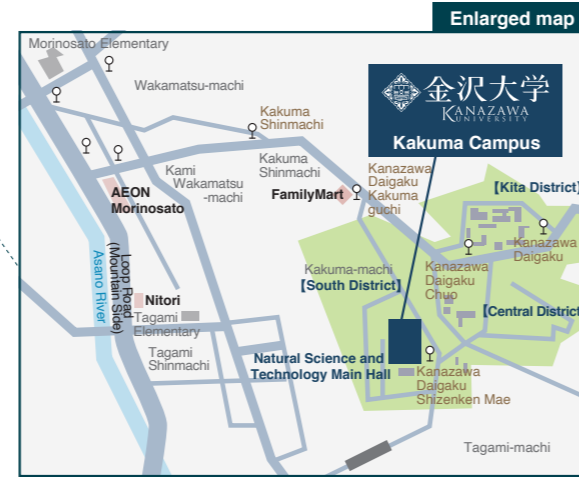 Enlarged map
Morinosato Elementary
Wakamatsu-machi
Kakuma
Shinmachi
金沢大学
KANAZAWA
UNIVERSITY
Kakuma Campus
Kami
Wakamatsu
-machi
Kakuma
Shinmachi
FamilyMart
Kanazawa
Daigaku
Kakuma
guchi
【Kita District】
AEON
Morinosato
Kanazawa
Daigaku
Kakuma-machi
【South District】
Kanazawa
Daigaku
Chuo
【Central District
Loop Road
(Mountain Side)
Asano River
Nitori
Tagami
Elementary
Tagami
Shinmachi
Natural Science and
Technology Main Hall
Kanazawa
Daigaku
Shizenken Mae
Tagami-machi